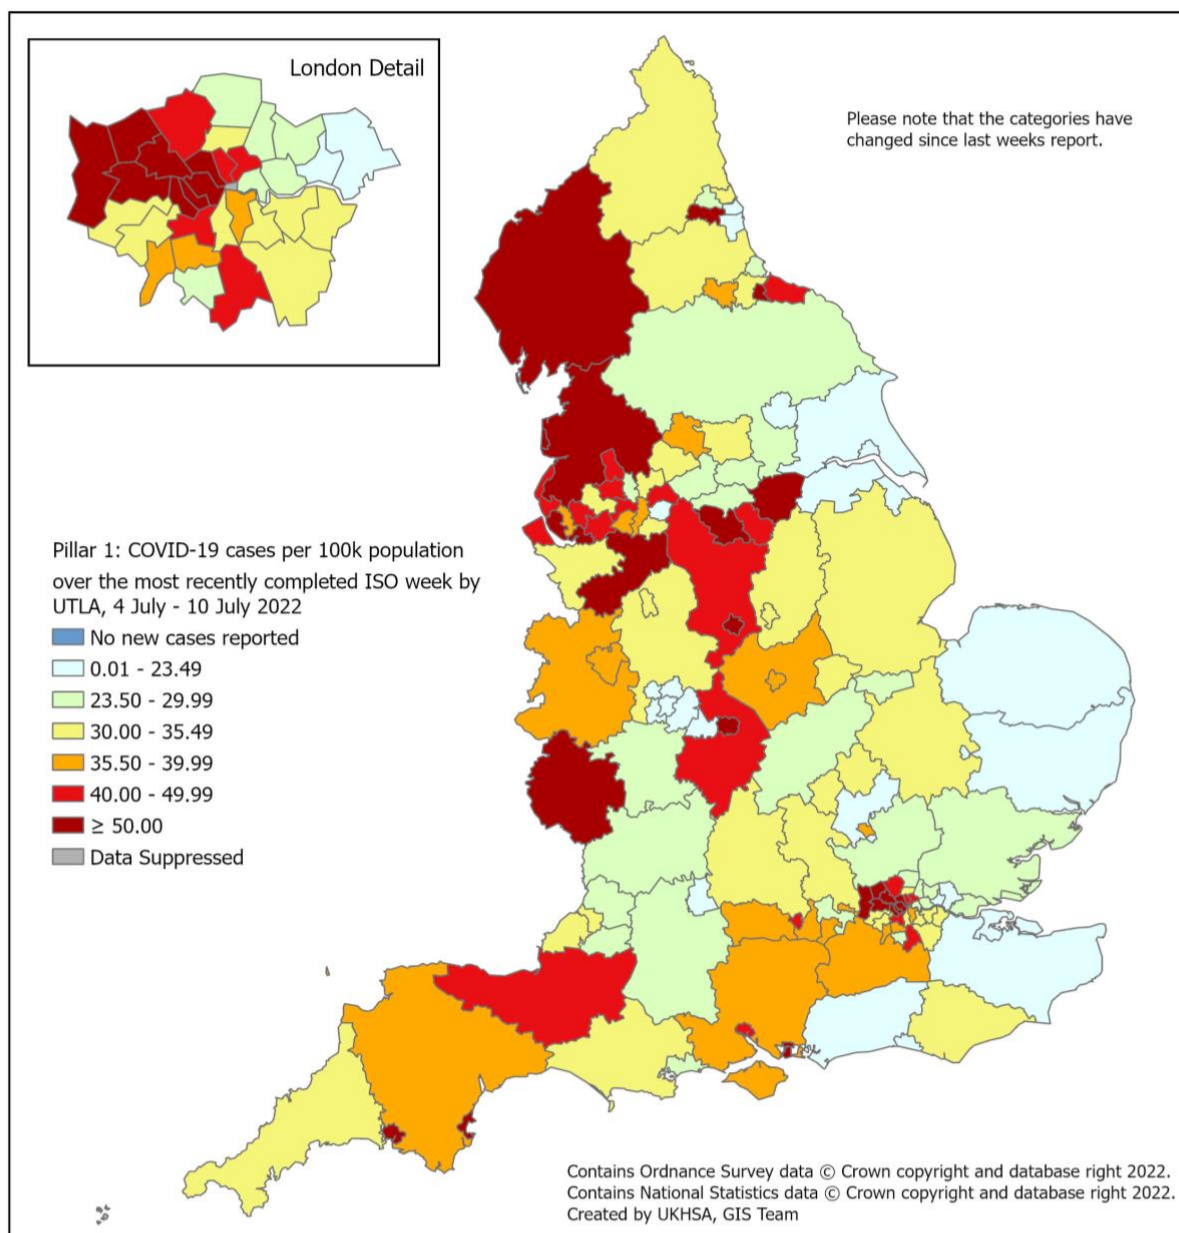 London Detail
Please note that the categories have
changed since last weeks report.
Pillar 1: COVID-19 cases per 100k population
over the most recently completed ISO week by
UTLA, 4 July - 10 July 2022
No new cases reported
0.01 - 23.49
23.50 - 29.99
30.00 - 35.49
35.50 - 39.99
40.00 - 49.99
≥ 50.00
Data Suppressed
Contains Ordnance Survey data © Crown copyright and database right 2022.
Contains National Statistics data © Crown copyright and database right 2022.
Created by UKHSA, GIS Team